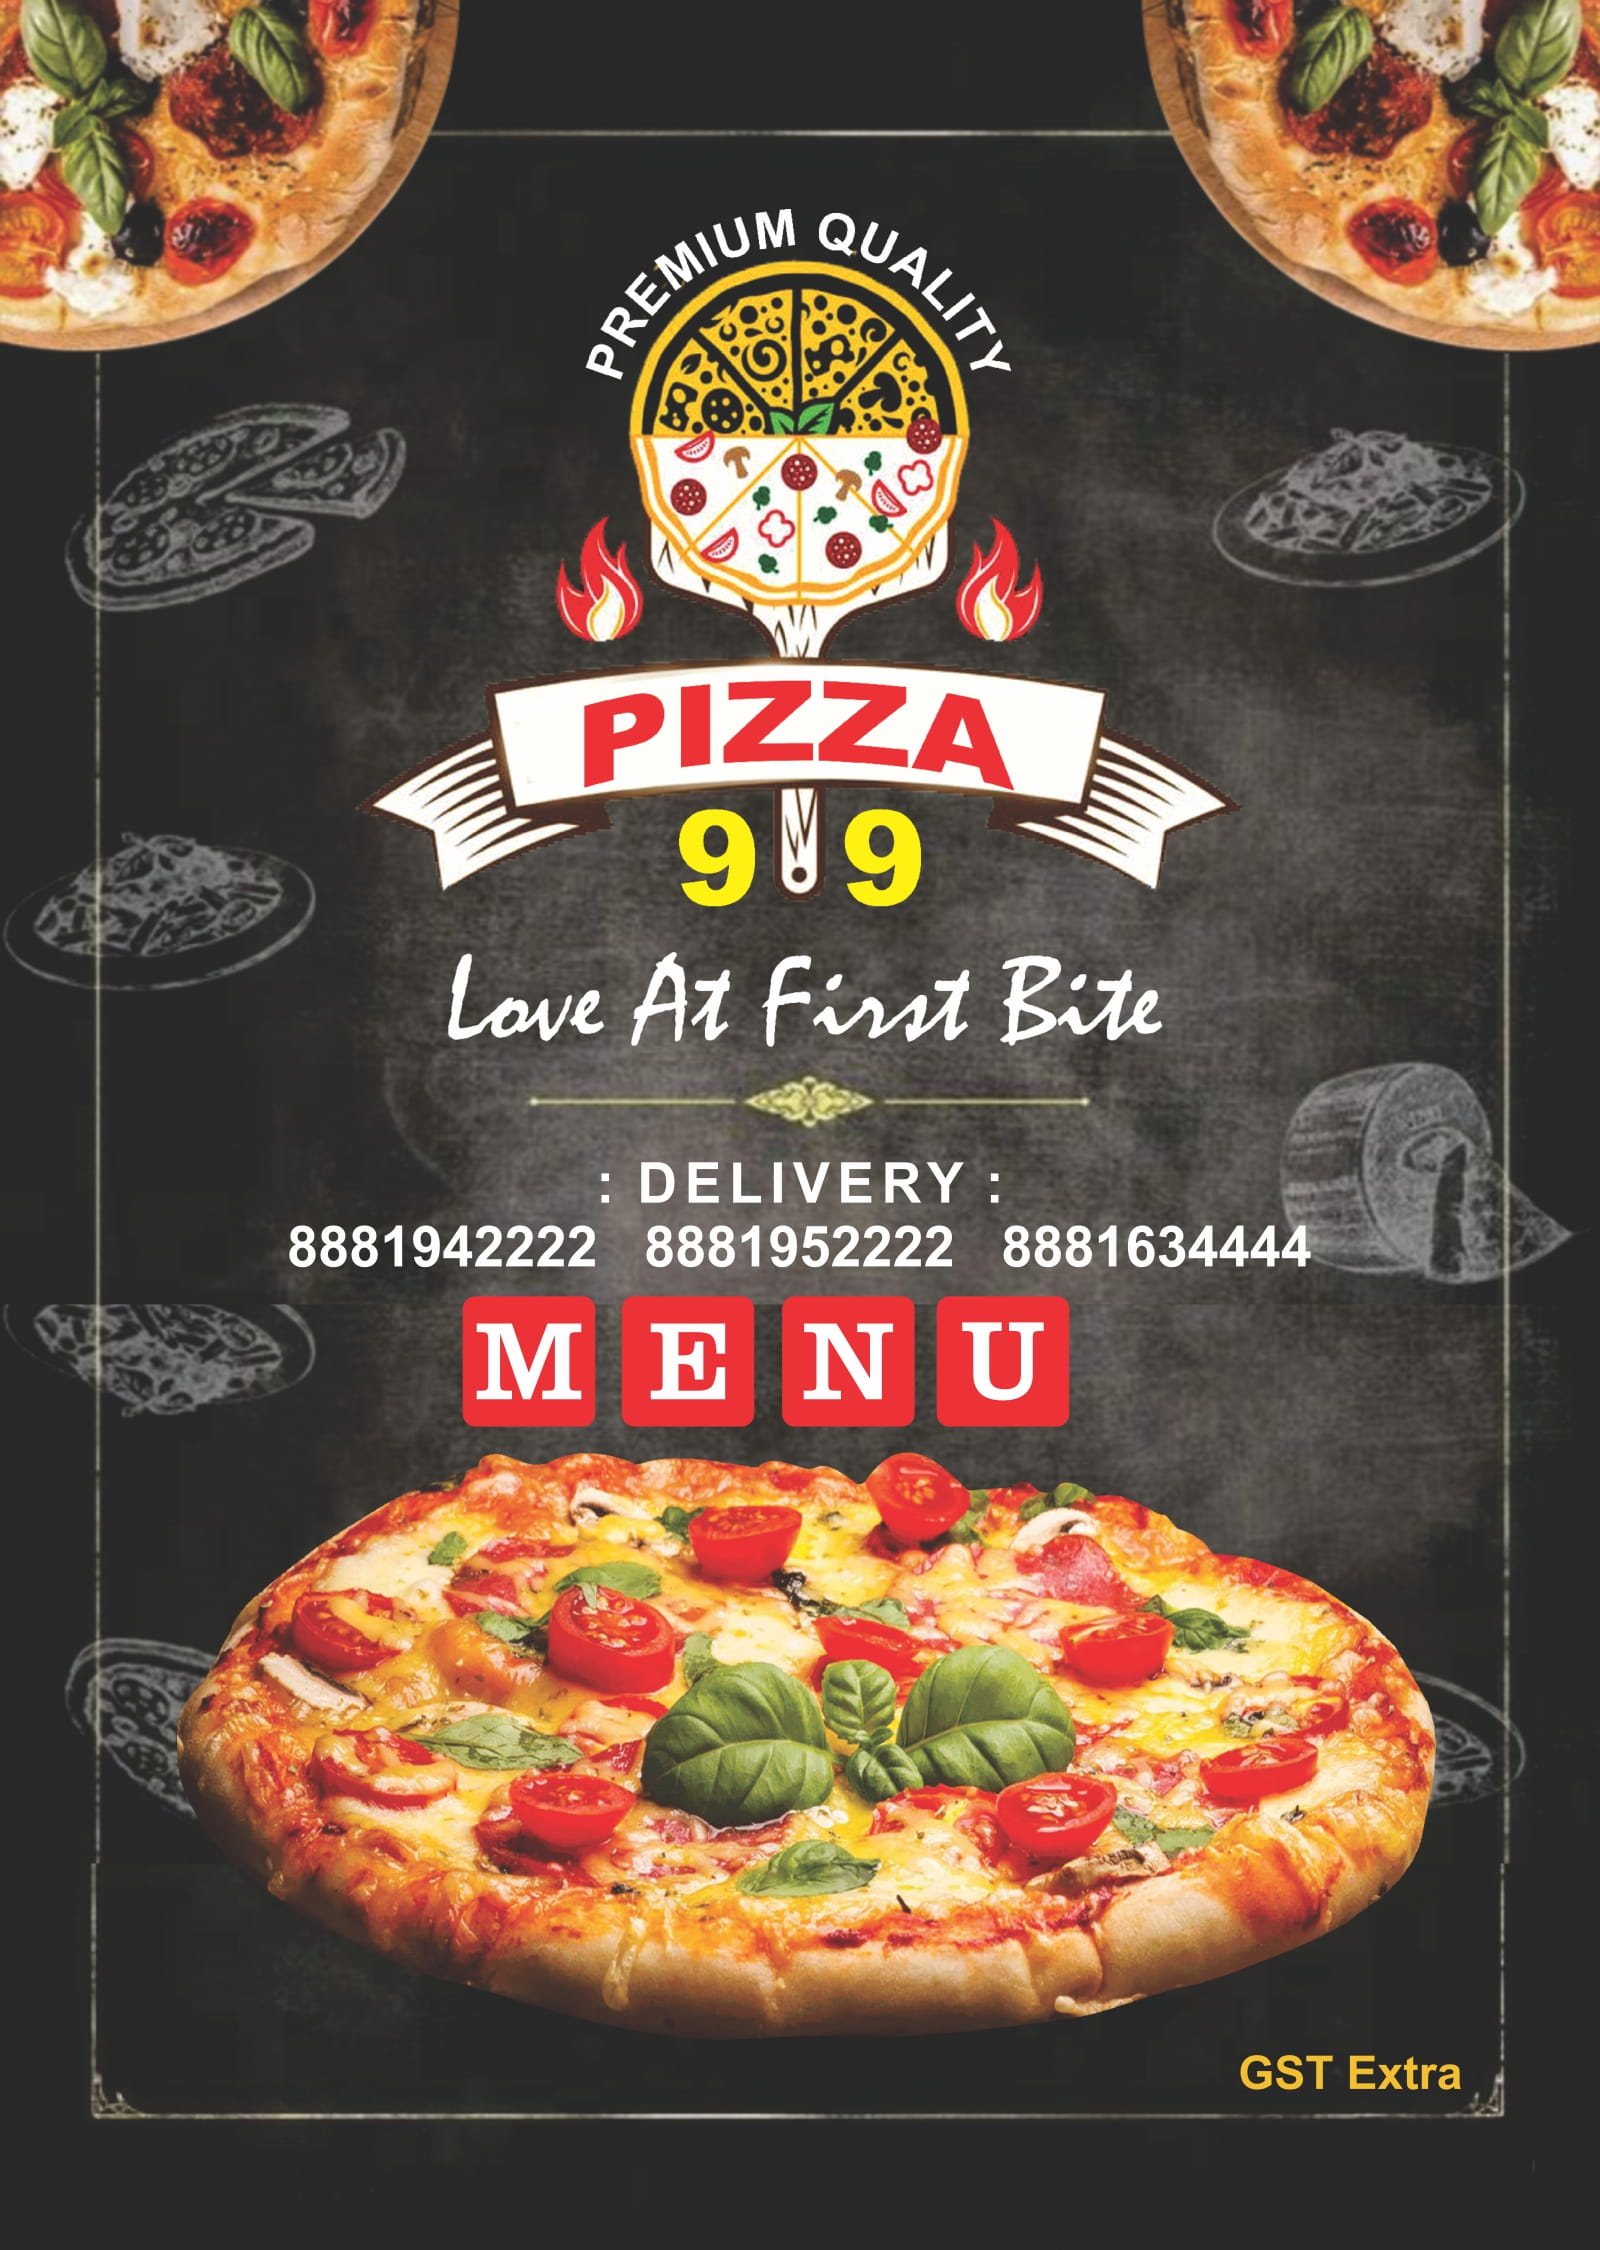 PREMIUM QUALITY
PIZZA
9 9
Love At First Bite
: DELIVERY :
8881942222 8881952222 8881634444
MENU
GST Extra